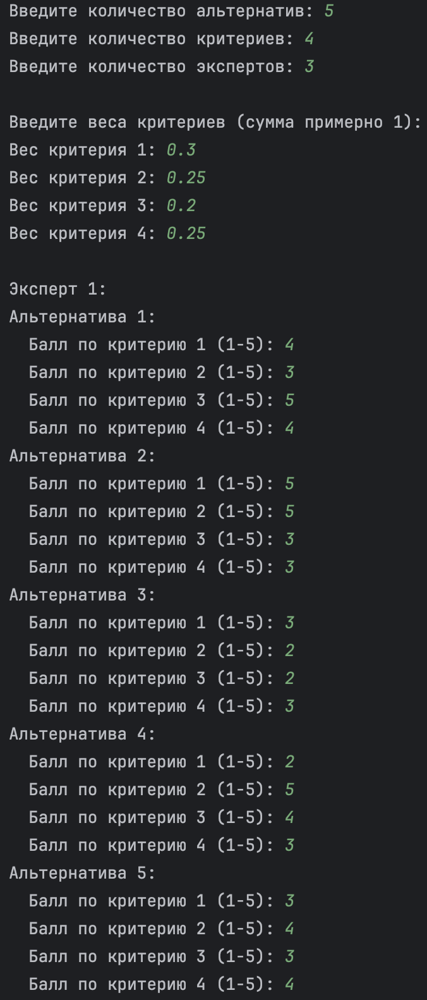 Введите количество альтернатив: 5
Введите количество критериев: 4
Введите количество экспертов: 3
Введите веса критериев (сумма примерно 1):
Вес критерия 1: 0.3
Вес критерия 2: 0.25
Вес критерия 3: 0.2
Вес критерия 4: 0.25
Эксперт 1:
Альтернатива 1:
Балл по критерию 1 (1-5): 4
Балл по критерию 2 (1-5): 3
Балл по критерию 3 (1-5): 5
Балл по критерию 4 (1-5): 4
Альтернатива 2:
Балл по критерию 1 (1-5): 5
Балл по критерию 2 (1-5): 5
Балл по критерию 3 (1-5): 3
Балл по критерию 4 (1-5): 3
Альтернатива 3:
Балл по критерию 1 (1-5): 3
Балл по критерию 2 (1-5): 2
Балл по критерию 3 (1-5): 2
Балл по критерию 4 (1-5): 3
Альтернатива 4:
Балл по критерию 1 (1-5): 2
Балл по критерию 2 (1-5): 5
Балл по критерию 3 (1-5): 4
Балл по критерию 4 (1-5): 3
Альтернатива 5:
Балл по критерию 1 (1-5): 3
Балл по критерию 2 (1-5): 4
Балл по критерию 3 (1-5): 3
Балл по критерию 4 (1-5): 4